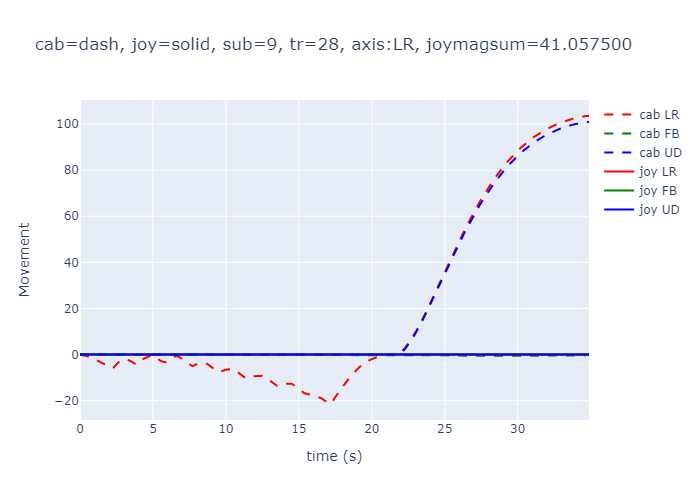 cab=dash, joy=solid, sub=9, tr=28, axis:LR, joymagsum=41.057500
cab LR
cab FB
cab UD
joy LR
joy FB
joy UD
100
80
60
40
20
0
−20
Movement
0 5 10 15 20 25 30
time (s)